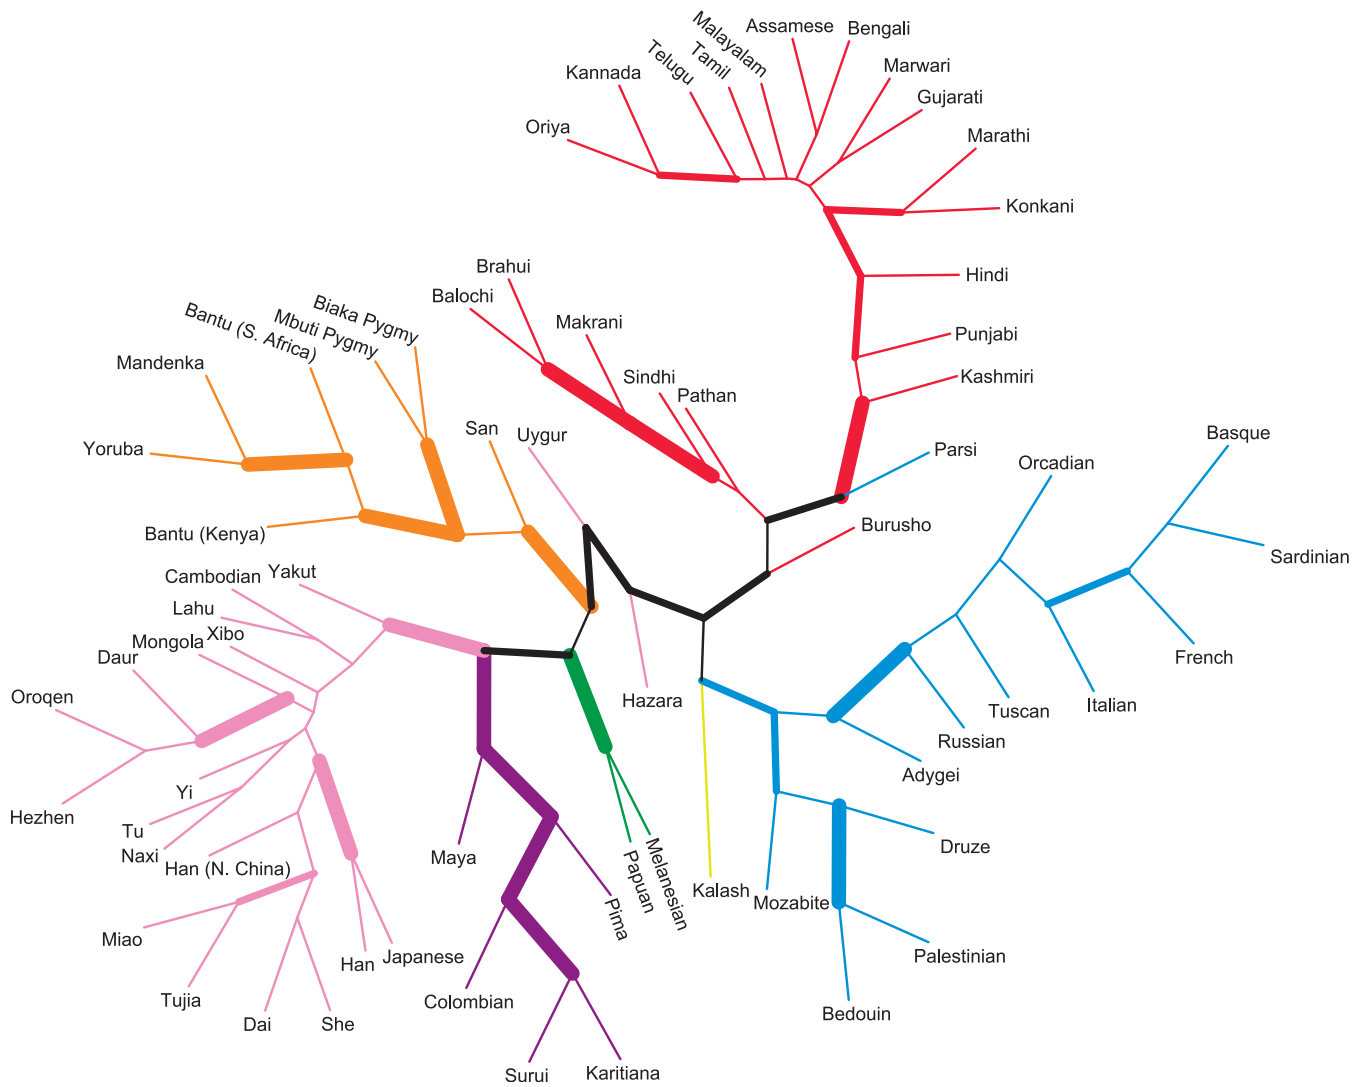 Assamese
Bengali
Malayalam
Tamil
Telugu
Kannada
Oriya
Marwari
Gujarati
Marathi
Konkani
Hindi
Punjabi
Kashmiri
Brahui
Balochi
Makrani
Sindhi
Pathan
Biaka Pygmy
Mbuti Pygmy
Bantu (S. Africa)
Mandenka
Yoruba
Bantu (Kenya)
San
Uygur
Parsi
Burusho
Orcadian
Basque
Sardinian
French
Italian
Tuscan
Russian
Adygei
Druze
Palestinian
Bedouin
Mozabite
Kalash
Hazara
Melanesian
Papuan
Pima
Maya
Colombian
Surui
Karitiana
Yakut
Cambodian
Lahu
Xibo
Mongola
Daur
Oroqen
Hezhen
Yi
Tu
Naxi
Han (N. China)
Miao
Tujia
Dai
She
Han
Japanese